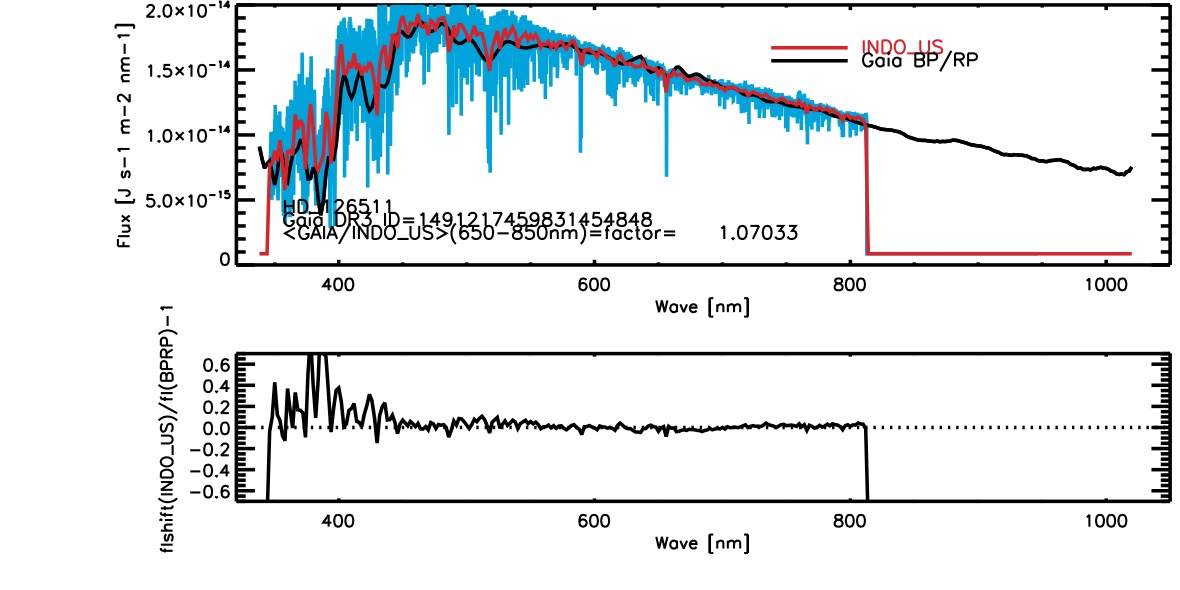 2.0×10−14
1.5×10−14
1.0×10−14
5.0×10−15
0
Flux [J s−1 m−2 nm−1]
INDO_US
Gaia BP/RP
HD_126511
Gaia DR3 ID=1491217459831454848
<GAIA/INDO_US>(650−850nm)=factor= 1.07033
400 600 800 1000
Wave [nm]
flshift(INDO_US)/fl(BPRP)−1
0.6
0.4
0.2
0.0
−0.2
−0.4
−0.6
400 600 800 1000
Wave [nm]